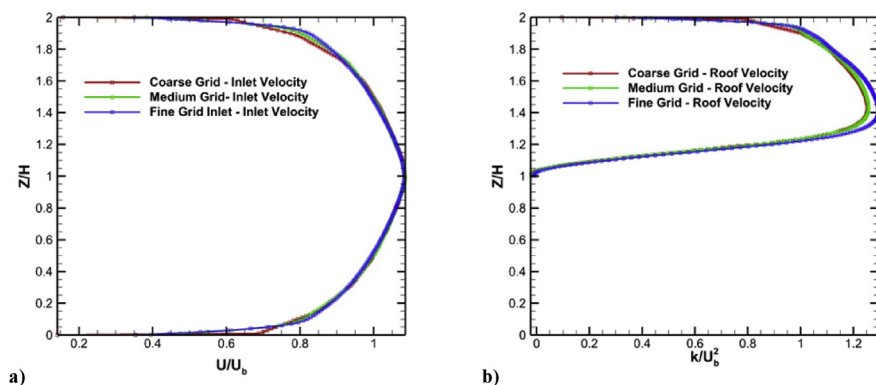 2
1.8
1.6
1.4
1.2
1
0.8
0.6
0.4
0.2
0
Z/H
Coarse Grid - Inlet Velocity
Medium Grid- Inlet Velocity
Fine Grid Inlet - Inlet Velocity
0.2 0.4 0.6 0.8 1
U/U_b
a)
2
1.8
1.6
1.4
1.2
1
0.8
0.6
0.4
0.2
0
Z/H
Coarse Grid - Roof Velocity
Medium Grid - Roof Velocity
Fine Grid - Roof Velocity
0 0.2 0.4 0.6 0.8 1 1.2
k/U_b^2
b)